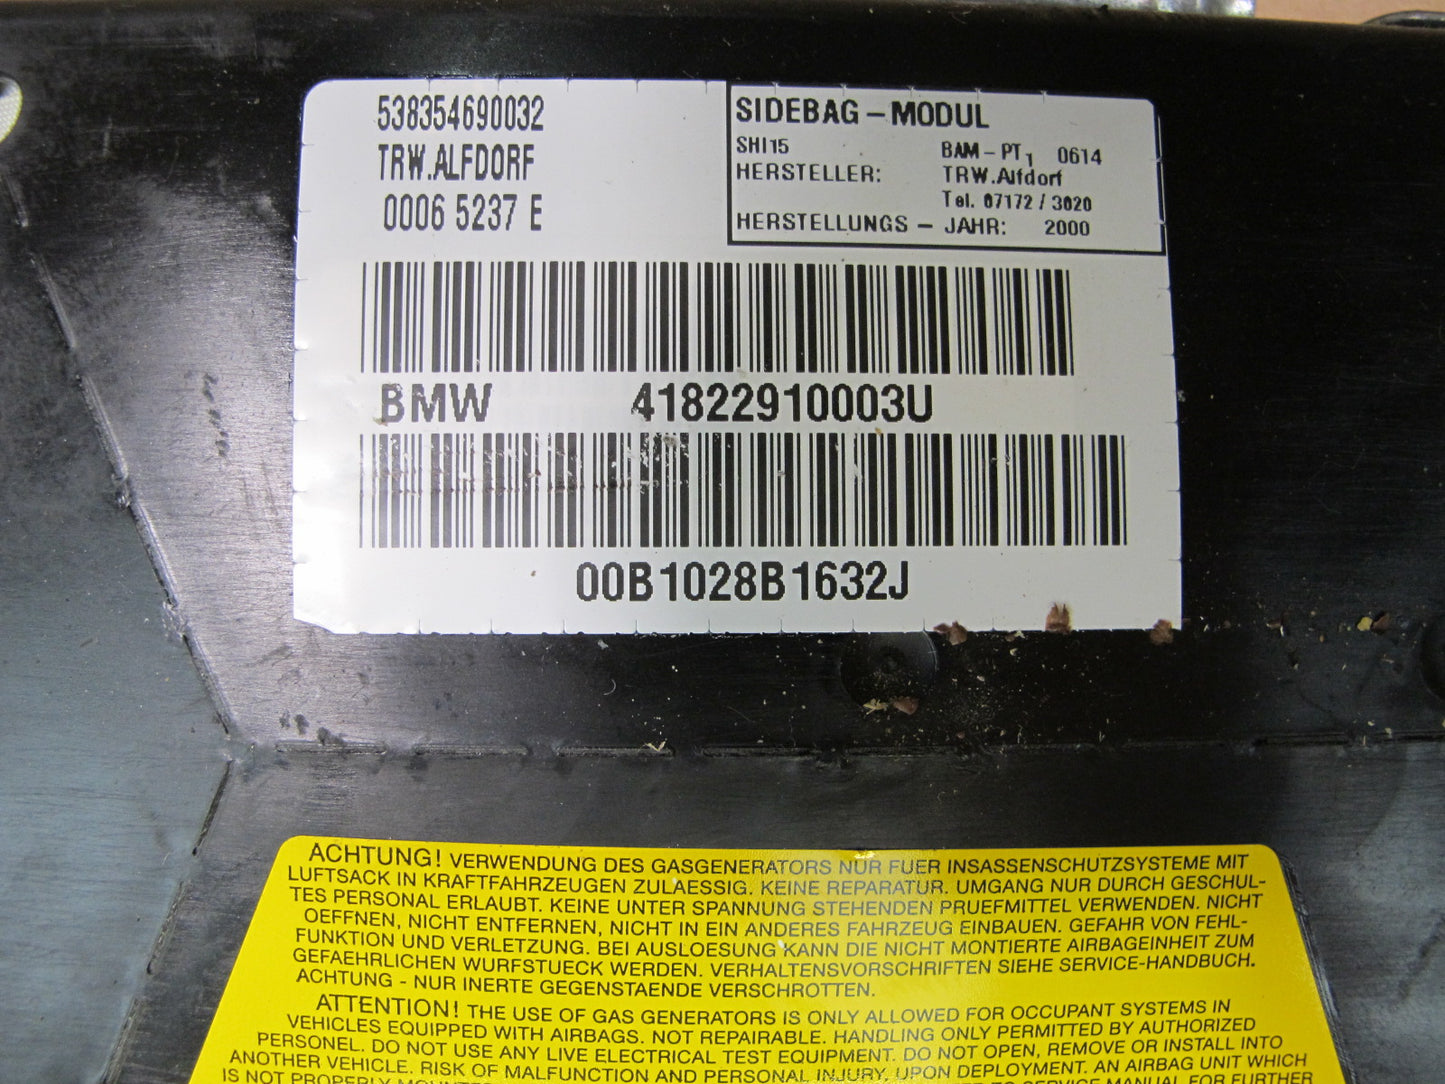 538354690032
TRW.ALFDORF
0006 5237 E
SIDEBAG – MODUL
SHI15 BAM – PT₁ 0614
HERSTELLER: TRW.Alfdorf
Tel. 07172 / 3020
HERSTELLUNGS – JAHR: 2000
BMW 41822910003U
00B1028B1632J
ACHTUNG! VERWENDUNG DES GASGENERATORS NUR FUER INSASSENSCHUTZSYSTEME MIT
LUFTSACK IN KRAFTFAHRZEUGEN ZULAESSIG. KEINE REPARATUR. UMGANG NUR DURCH GESCHUL-
TES PERSONAL ERLAUBT. KEINE UNTER SPANNUNG STEHENDEN PRUEFMITTEL VERWENDEN. NICHT
OEFFNEN, NICHT ENTFERNEN, NICHT IN EIN ANDERES FAHRZEUG EINBAUEN. GEFAHR VON FEHL-
FUNKTION UND VERLETZUNG. BEI AUSLOESUNG KANN DIE NICHT MONTIERTE AIRBAGEINHEIT ZUM
GEFAEHRLICHEN WURFSTUECK WERDEN. VERHALTENSVORSCHRIFTEN SIEHE SERVICE-HANDBUCH.
ACHTUNG - NUR INERTE GEGENSTAENDE VERSCHROTTEN.
ATTENTION! THE USE OF GAS GENERATORS IS ONLY ALLOWED FOR OCCUPANT SYSTEMS IN
VEHICLES EQUIPPED WITH AIRBAGS. NOT REPAIRABLE. HANDLING ONLY PERMITTED BY AUTHORIZED
PERSONEL. DO NOT USE ANY LIVE ELECTRICAL TEST EQUIPMENT. DO NOT OPEN, REMOVE OR INSTALL INTO
ANOTHER VEHICLE. RISK OF MALFUNCTION AND PERSONAL INJURY. UPON DEPLOYMENT. AN AIRBAG UNIT WHICH
IS NOT PROPERLY SERVICE MANUAL FOR FURTHER